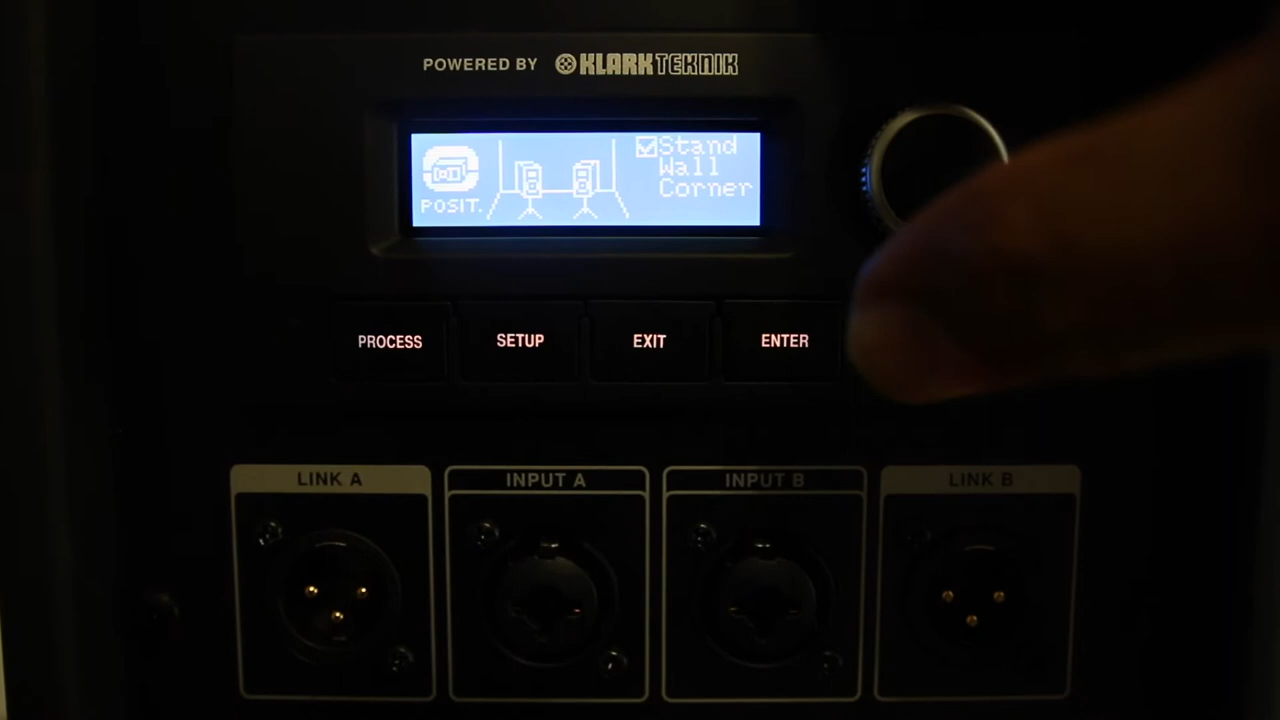 POWERED BY KLARK TEKNIK
Stand
Wall
Corner
POSIT.
PROCESS SETUP EXIT ENTER
LINK A INPUT A INPUT B LINK B